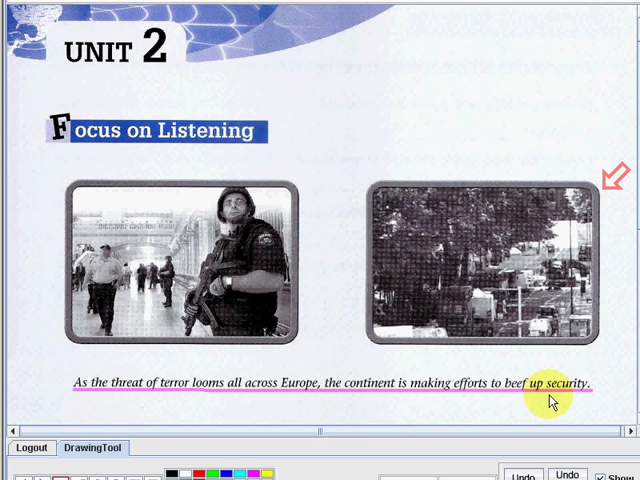 UNIT 2
Focus on Listening
As the threat of terror looms all across Europe, the continent is making efforts to beef up security.
Logout
DrawingTool
Undo
Undo
Show